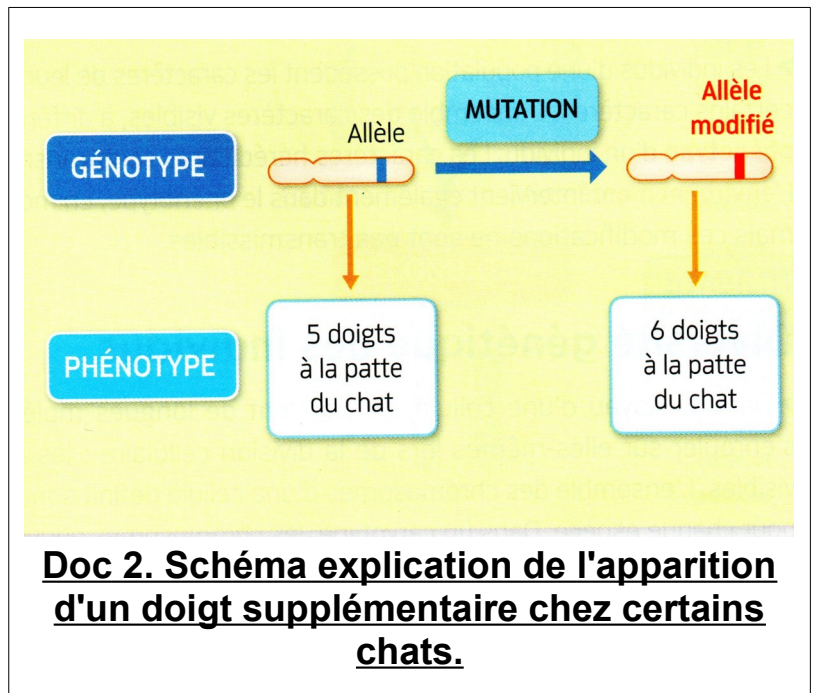 MUTATION
Allèle
modifié
Allèle
GÉNOTYPE
PHÉNOTYPE
5 doigts
à la patte
du chat
6 doigts
à la patte
du chat
Doc 2. Schéma explication de l'apparition
d'un doigt supplémentaire chez certains
chats.